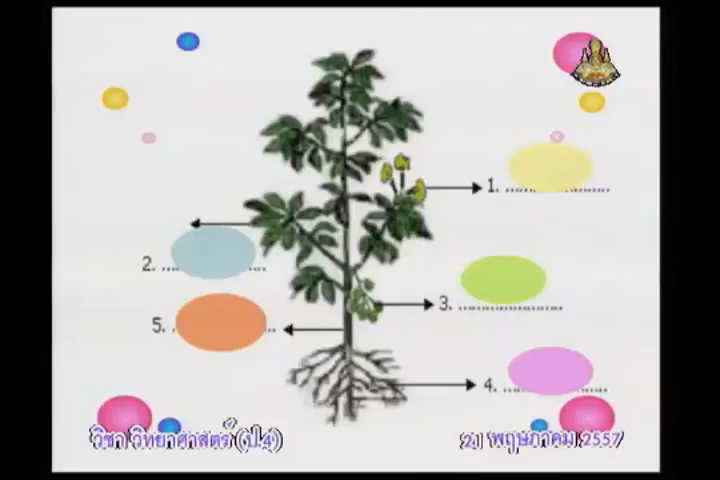 1. ........................
2. ........................
3. ........................
5. ........................
4. ........................
วิชา วิทยาศาสตร์ (ป.4)
21 พฤษภาคม 2557